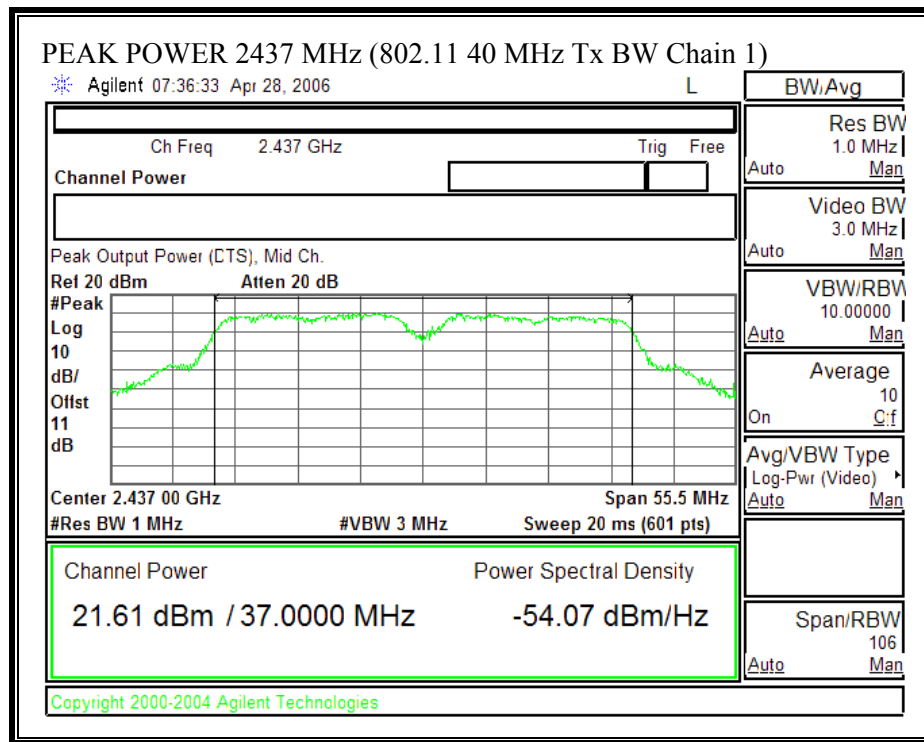 PEAK POWER 2437 MHz (802.11 40 MHz Tx BW Chain 1)
Agilent 07:36:33 Apr 28, 2006 L
BW/Avg
Ch Freq 2.437 GHz Trig Free
Channel Power
Peak Output Power (DTS), Mid Ch.
Ref 20 dBm Atten 20 dB
#Peak
Log
10
dB/
Offst
11
dB
Center 2.437 00 GHz Span 55.5 MHz
#Res BW 1 MHz #VBW 3 MHz Sweep 20 ms (601 pts)
Channel Power Power Spectral Density
21.61 dBm / 37.0000 MHz -54.07 dBm/Hz
Copyright 2000-2004 Agilent Technologies
Res BW
1.0 MHz
Auto Man
Video BW
3.0 MHz
Auto Man
VBW/RBW
10.00000
Auto Man
Average
10
On Off
Avg/VBW Type
Log-Pwr (Video)
Auto Man
Span/RBW
106
Auto Man